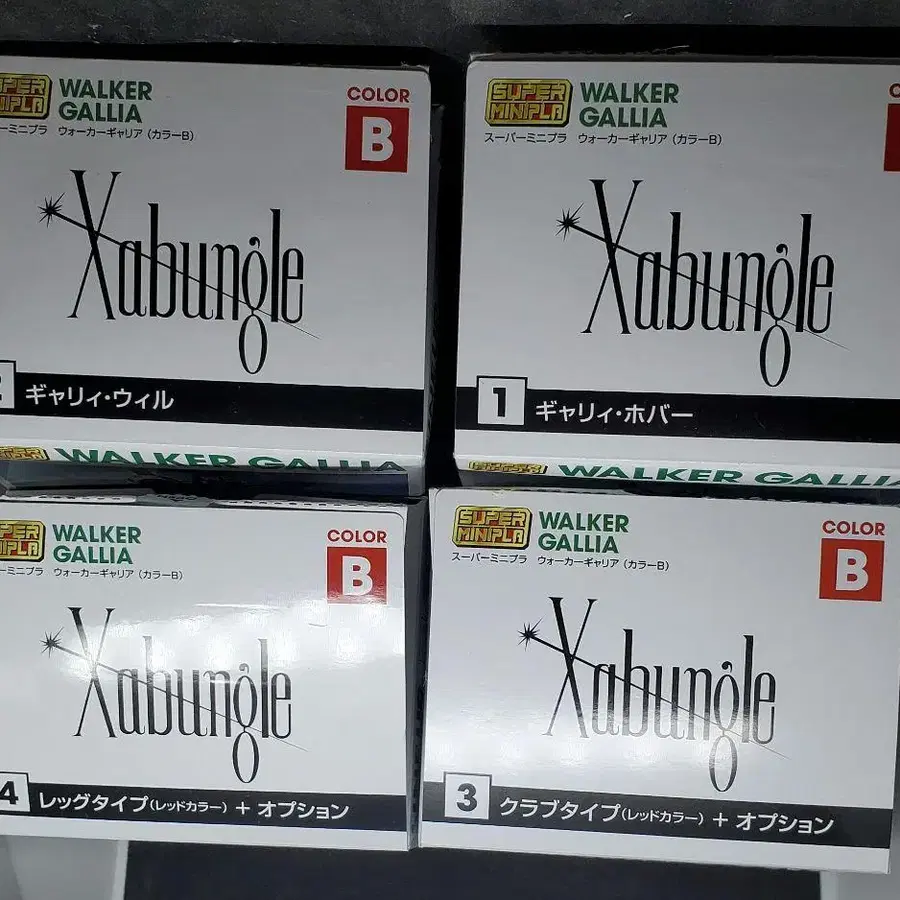 WALKER
GALLIA
COLOR
B
ーミニプラ ウォーカーギャリア（カラーB）
Xabungle
ギャリィ・ウィル
WALKER GALLIA
SUPER
MINIPLA
WALKER
GALLIA
スーパーミニプラ ウォーカーギャリア（カラーB）
Xabungle
1 ギャリィ・ホバー
WALKER GALLIA
WALKER
GALLIA
COLOR
B
ーミニプラ ウォーカーギャリア（カラーB）
Xabungle
4 レッグタイプ（レッドカラー）＋オプション
SUPER
MINIPLA
WALKER
GALLIA
COLOR
B
スーパーミニプラ ウォーカーギャリア（カラーB）
Xabungle
3 クラブタイプ（レッドカラー）＋オプション